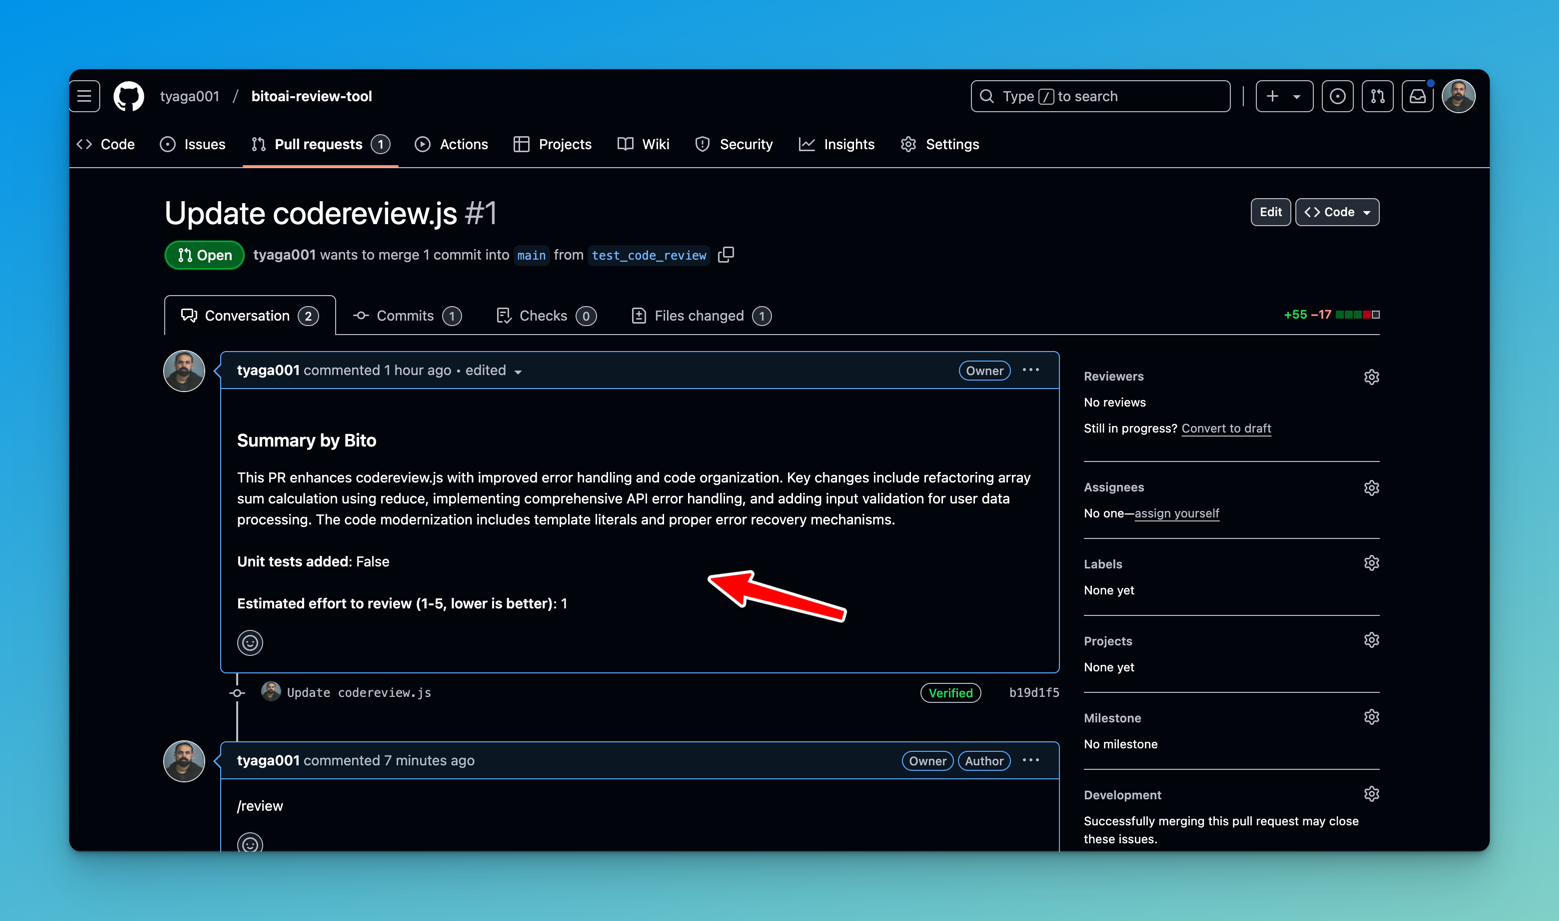 tyaga001 / bitoai-review-tool
Type / to search
Code Issues Pull requests 1 Actions Projects Wiki Security Insights Settings
Update codereview.js #1
Edit Code
Open tyaga001 wants to merge 1 commit into main from test_code_review
Conversation 2 Commits 1 Checks 0 Files changed 1 +55 −17
tyaga001 commented 1 hour ago • edited Owner
Summary by Bito
This PR enhances codereview.js with improved error handling and code organization. Key changes include refactoring array
sum calculation using reduce, implementing comprehensive API error handling, and adding input validation for user data
processing. The code modernization includes template literals and proper error recovery mechanisms.
Unit tests added: False
Estimated effort to review (1-5, lower is better): 1
Update codereview.js Verified b19d1f5
tyaga001 commented 7 minutes ago Owner Author
/review
Reviewers
No reviews
Still in progress? Convert to draft
Assignees
No one—assign yourself
Labels
None yet
Projects
None yet
Milestone
No milestone
Development
Successfully merging this pull request may close
these issues.